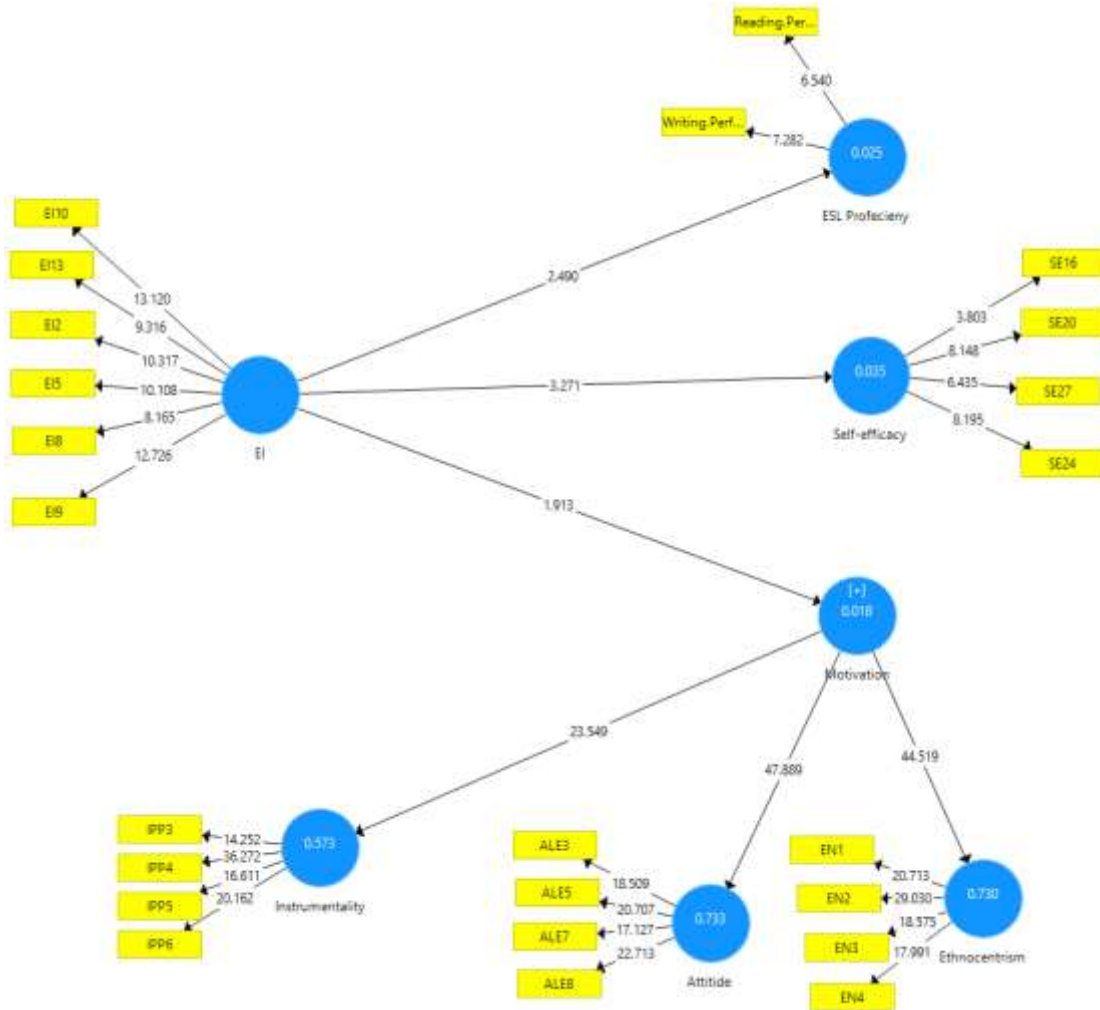 Reading.Per...
6.540
Writing.Perf...
7.282
0.025
ESL Profecieny
EI10
EI13
EI2
EI5
EI8
EI9
13.120
9.316
10.317
10.108
8.165
12.726
EI
2.490
3.271
1.913
0.035
Self-efficacy
3.803
8.148
6.435
8.195
SE16
SE20
SE27
SE24
[+]
0.018
Motivation
23.549
47.889
44.519
IPP3
IPP4
IPP5
IPP6
14.252
36.272
16.611
20.162
0.573
Instrumentality
ALE3
ALE5
ALE7
ALE8
18.509
20.707
17.127
22.713
0.733
Attitide
EN1
EN2
EN3
EN4
20.713
29.030
18.575
17.991
0.730
Ethnocentrism